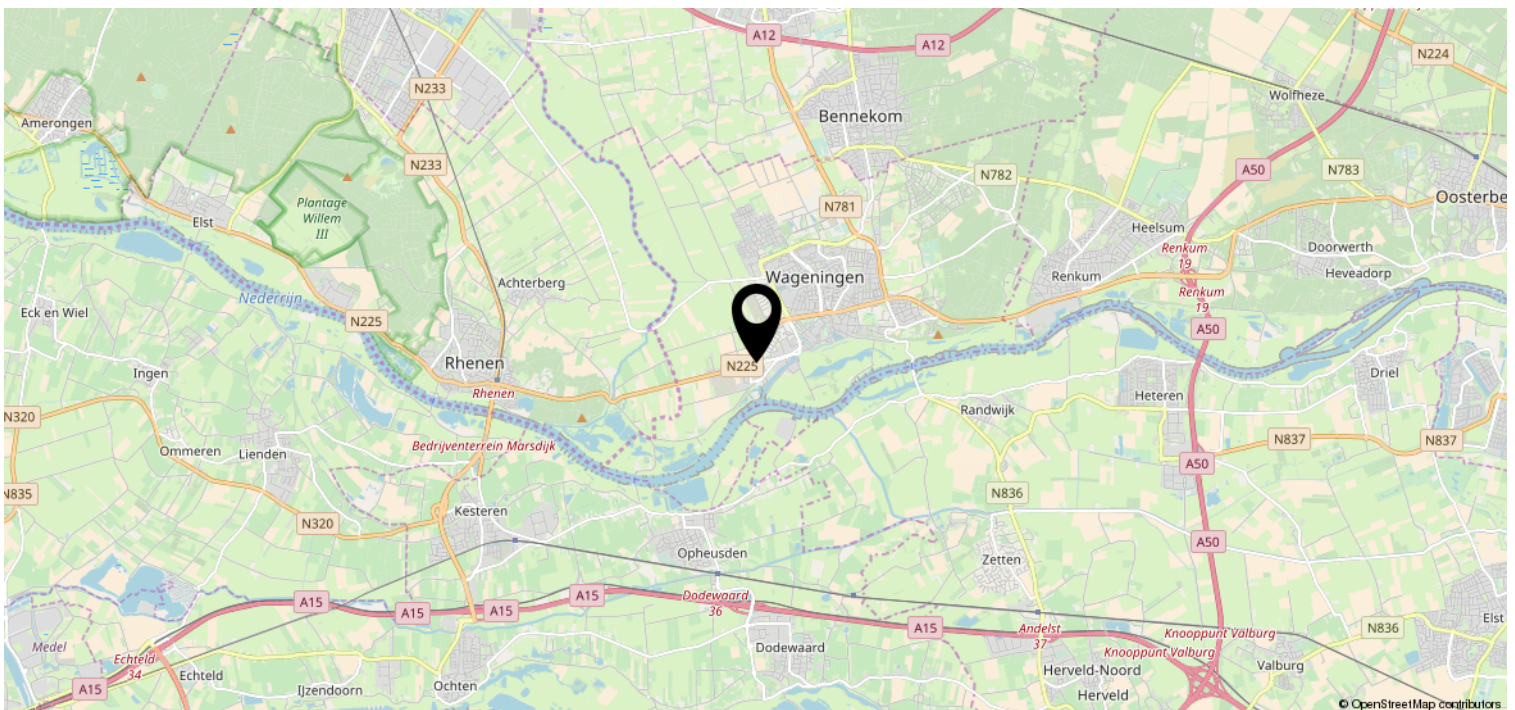 A12
A12
N224
N233
Wolfheze
Bennekom
Amerongen
N233
A50
N783
N782
Oosterbe
Plantage
Willem
III
N781
Elst
Heelsum
Renkum
19
Doorwerth
Heveadorp
Wageningen
Renkum
Achterberg
Nederrijn
Renkum
19
Eck en Wiel
N225
A50
Rhenen
N225
Ingen
Driel
Rhenen
Heteren
Randwijk
N320
Bedrijventerrein Marsdijk
N837
N837
Ommeren
Lienden
A50
N835
N836
Kesteren
N320
A50
Opheusden
Zetten
A15
A15
A15
A15
Dodewaard
36
Elst
A15
Andelst
37
N836
Knooppunt Valburg
Knooppunt Valburg
Medel
Dodewaard
Echteld
34
Valburg
Echteld
Herveld-Noord
A15
IJzendoorn
Ochten
Herveld
© OpenStreetMap contributors